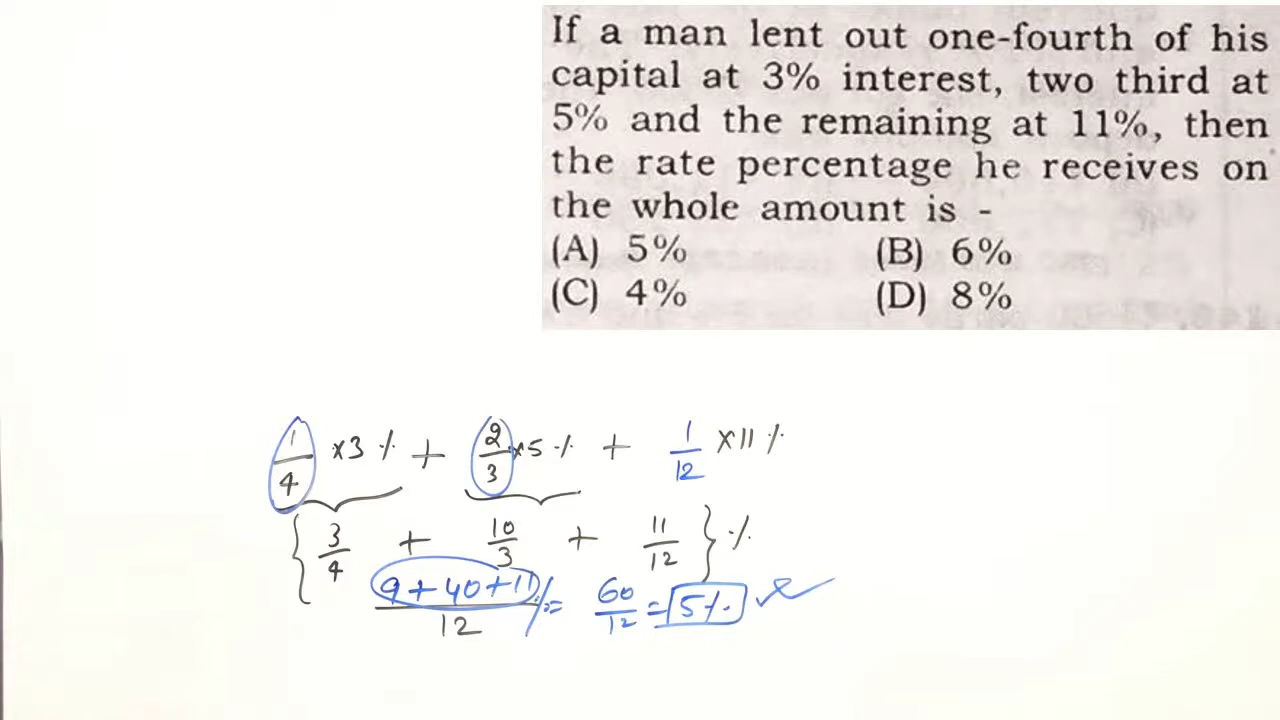 If a man lent out one-fourth of his
capital at 3% interest, two third at
5% and the remaining at 11%, then
the rate percentage he receives on
the whole amount is -
(A) 5% (B) 6%
(C) 4% (D) 8%
1/4 ×3 % + 2/3 ×5 % + 1/12 ×11 %
{ 3/4 + 10/3 + 11/12 } %
9+40+11/12 % = 60/12 = 5%